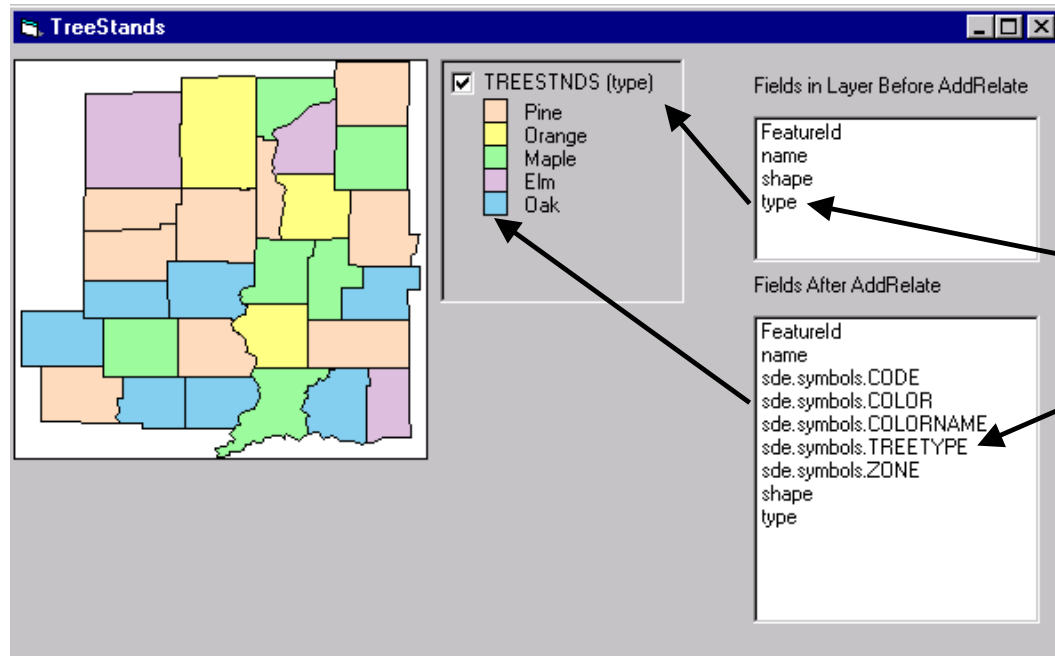 TreeStands
TREESTNDS (type)
Pine
Orange
Maple
Elm
Oak
Fields in Layer Before AddRelate
FeatureId
name
shape
type
Fields After AddRelate
FeatureId
name
sde.symbols.CODE
sde.symbols.COLOR
sde.symbols.COLORNAME
sde.symbols.TREETYPE
sde.symbols.ZONE
shape
type